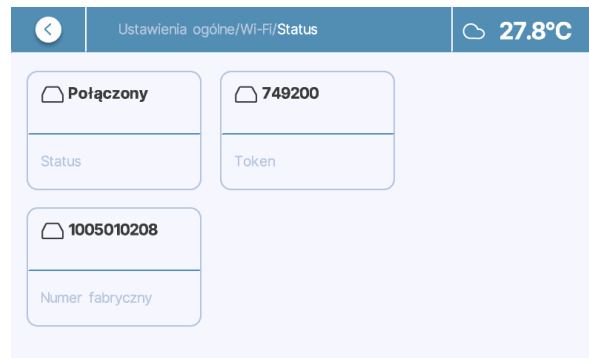 Ustawienia ogólne/Wi-Fi/Status
27.8°C
Połączony
Status
749200
Token
1005010208
Numer fabryczny